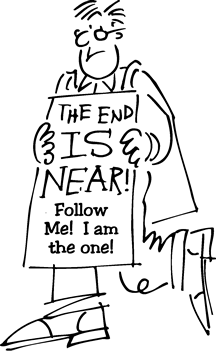 THE END
IS
NEAR!!
Follow
Me! I am
the one!